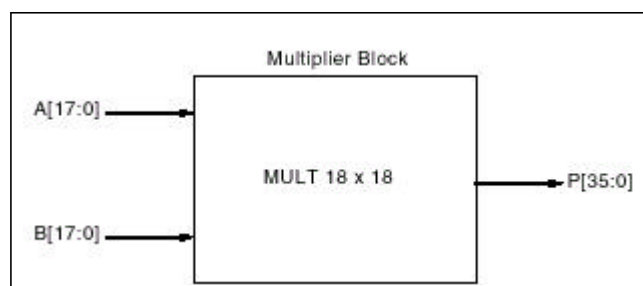 Multiplier Block
A[17:0]
MULT 18 x 18
P[35:0]
B[17:0]